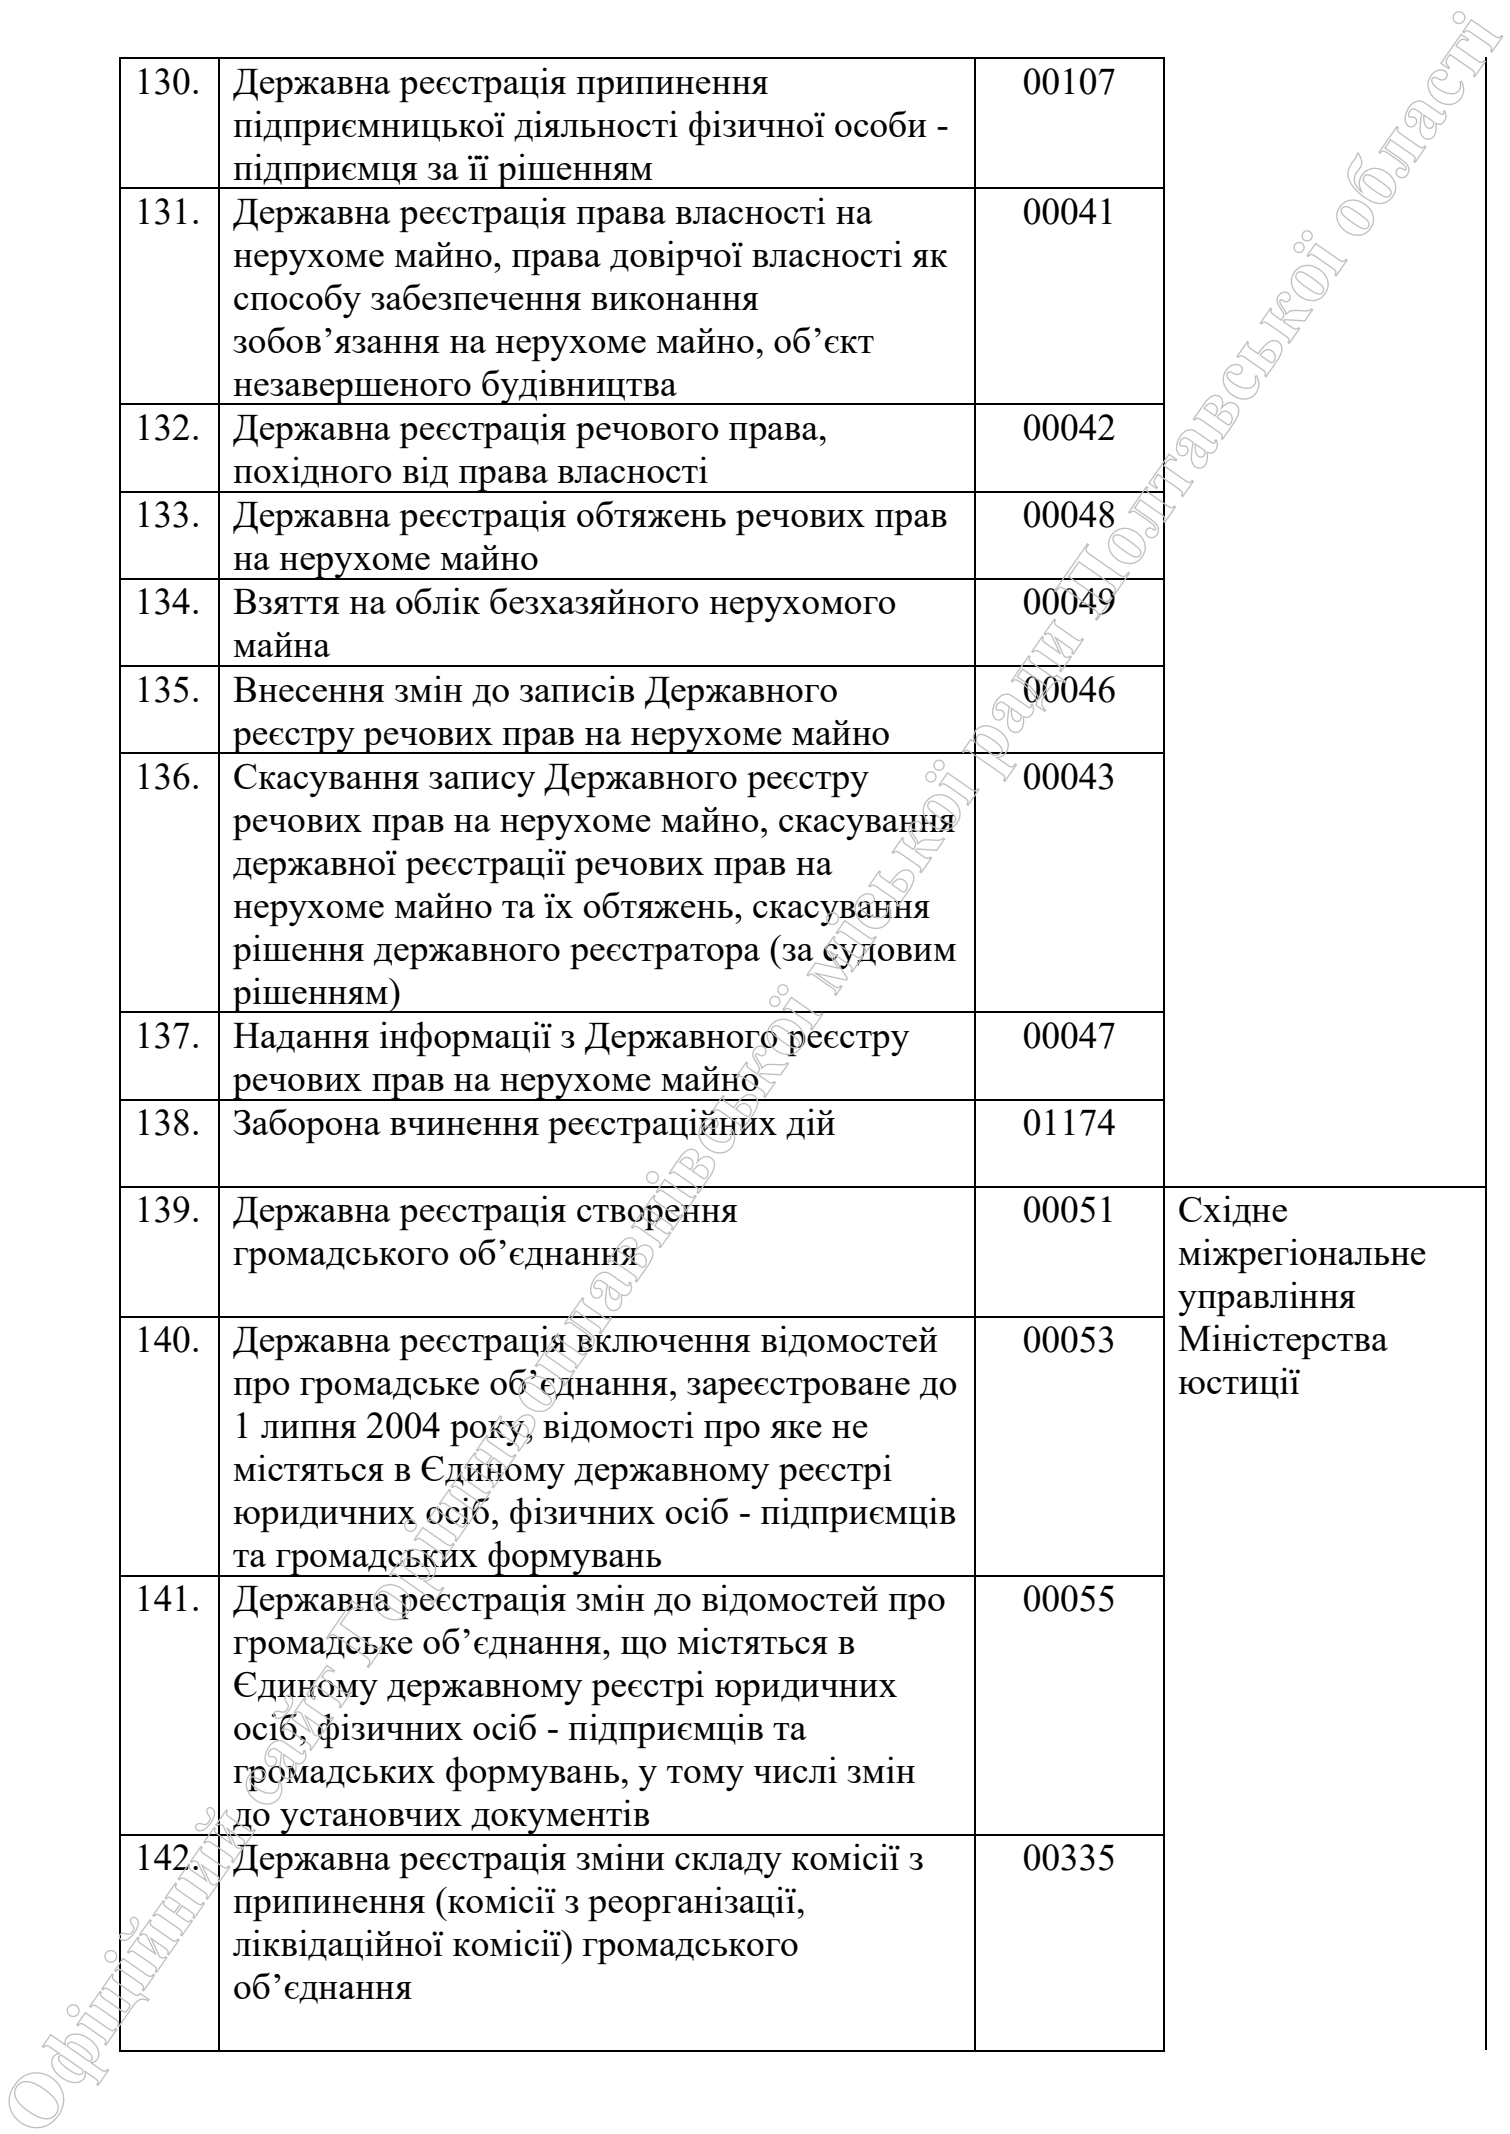 130. Державна реєстрація припинення 00107
підприємницької діяльності фізичної особи -
підприємця за її рішенням
131. Державна реєстрація права власності на 00041
нерухоме майно, права довірчої власності як
способу забезпечення виконання
зобов’язання на нерухоме майно, об’єкт
незавершеного будівництва
132. Державна реєстрація речового права, 00042
похідного від права власності
133. Державна реєстрація обтяжень речових прав 00048
на нерухоме майно
134. Взяття на облік безхазяйного нерухомого 00049
майна
135. Внесення змін до записів Державного 00046
реєстру речових прав на нерухоме майно
136. Скасування запису Державного реєстру 00043
речових прав на нерухоме майно, скасування
державної реєстрації речових прав на
нерухоме майно та їх обтяжень, скасування
рішення державного реєстратора (за судовим
рішенням)
137. Надання інформації з Державного реєстру 00047
речових прав на нерухоме майно
138. Заборона вчинення реєстраційних дій 01174
139. Державна реєстрація створення 00051 Східне
громадського об’єднання міжрегіональне
управління
140. Державна реєстрація включення відомостей 00053 Міністерства
про громадське об’єднання, зареєстроване до юстиції
1 липня 2004 року, відомості про яке не
містяться в Єдиному державному реєстрі
юридичних осіб, фізичних осіб - підприємців
та громадських формувань
141. Державна реєстрація змін до відомостей про 00055
громадське об’єднання, що містяться в
Єдиному державному реєстрі юридичних
осіб, фізичних осіб - підприємців та
громадських формувань, у тому числі змін
до установчих документів
142. Державна реєстрація зміни складу комісії з 00335
припинення (комісії з реорганізації,
ліквідаційної комісії) громадського
об’єднання
Офіційний сайт Горішньоплавнівської міської ради Полтавської області